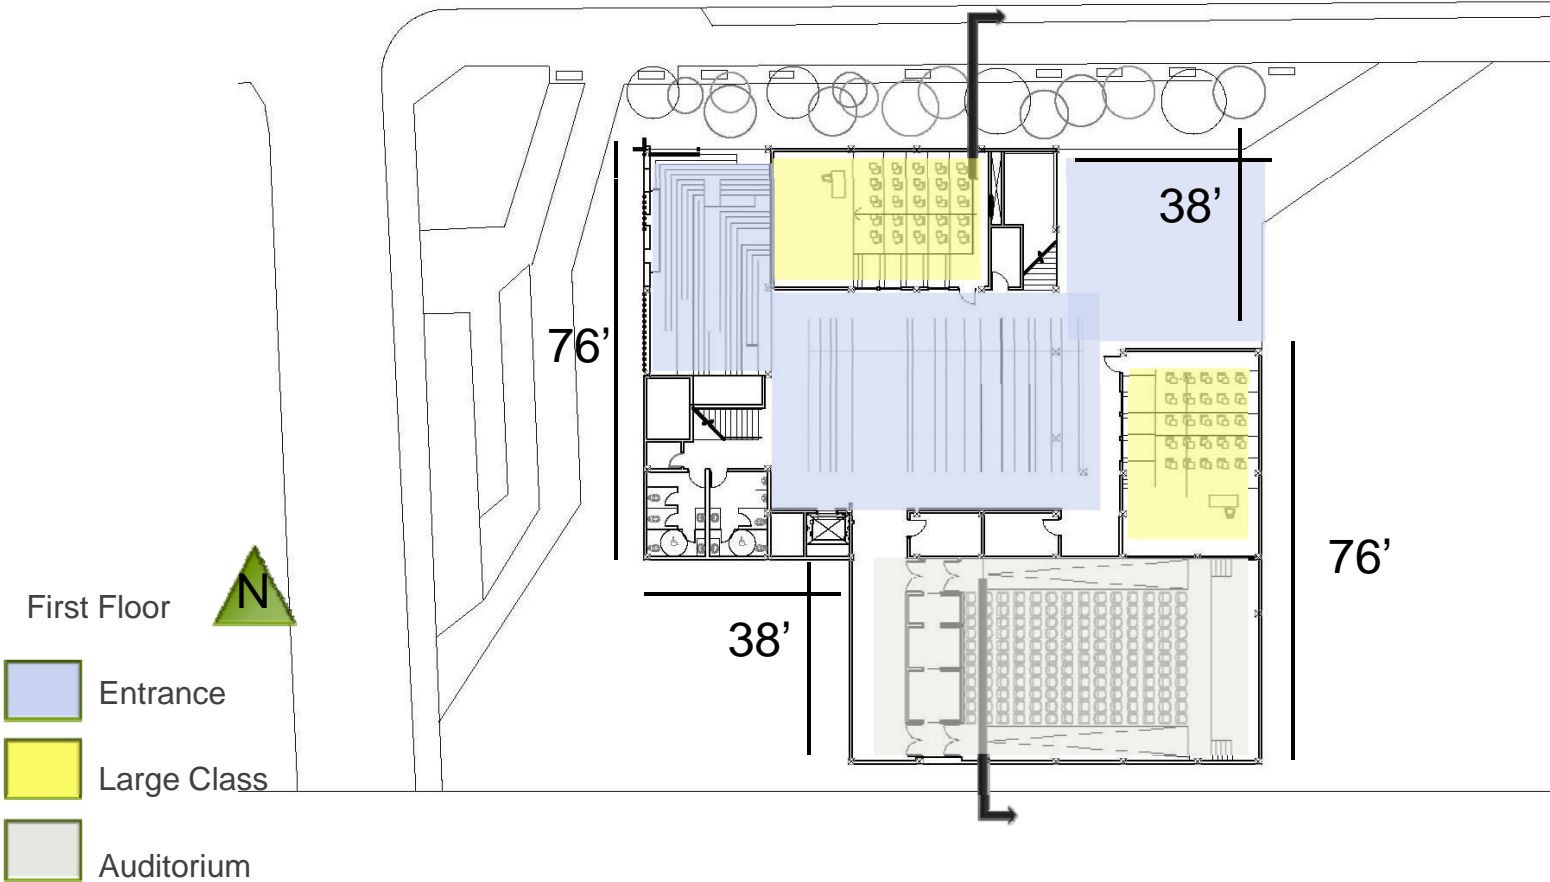 38’
76’
76’
N
First Floor
38’
Entrance
Large Class
Auditorium